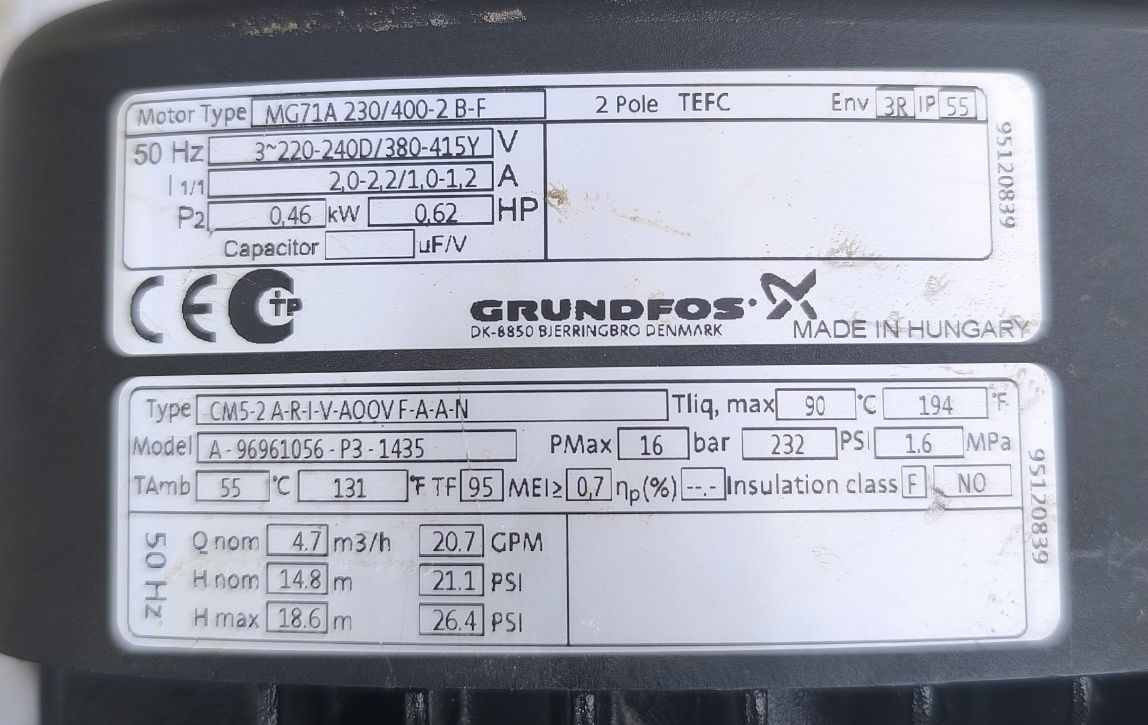 Motor Type MG71A 230/400-2 B-F 2 Pole TEFC Env 3R IP 55
50 Hz 3~220-240D/380-415Y V
I 1/1 2,0-2,2/1,0-1,2 A
P2 0,46 kW 0,62 HP
Capacitor uF/V
95120839
CE
GRUNDFOS
DK-8850 BJERRINGBRO DENMARK
MADE IN HUNGARY
Type CM5-2 A-R-I-V-AQQV F-A-A-N Tliq, max 90 °C 194 °F
Model A - 96961056 - P3 - 1435 PMax 16 bar 232 PSI 1.6 MPa
TAmb 55 °C 131 °F TF 95 MEI≥ 0,7 ηp(%) --.- Insulation class F NO
50 Hz
Q nom 4.7 m3/h 20.7 GPM
H nom 14.8 m 21.1 PSI
H max 18.6 m 26.4 PSI
95120839